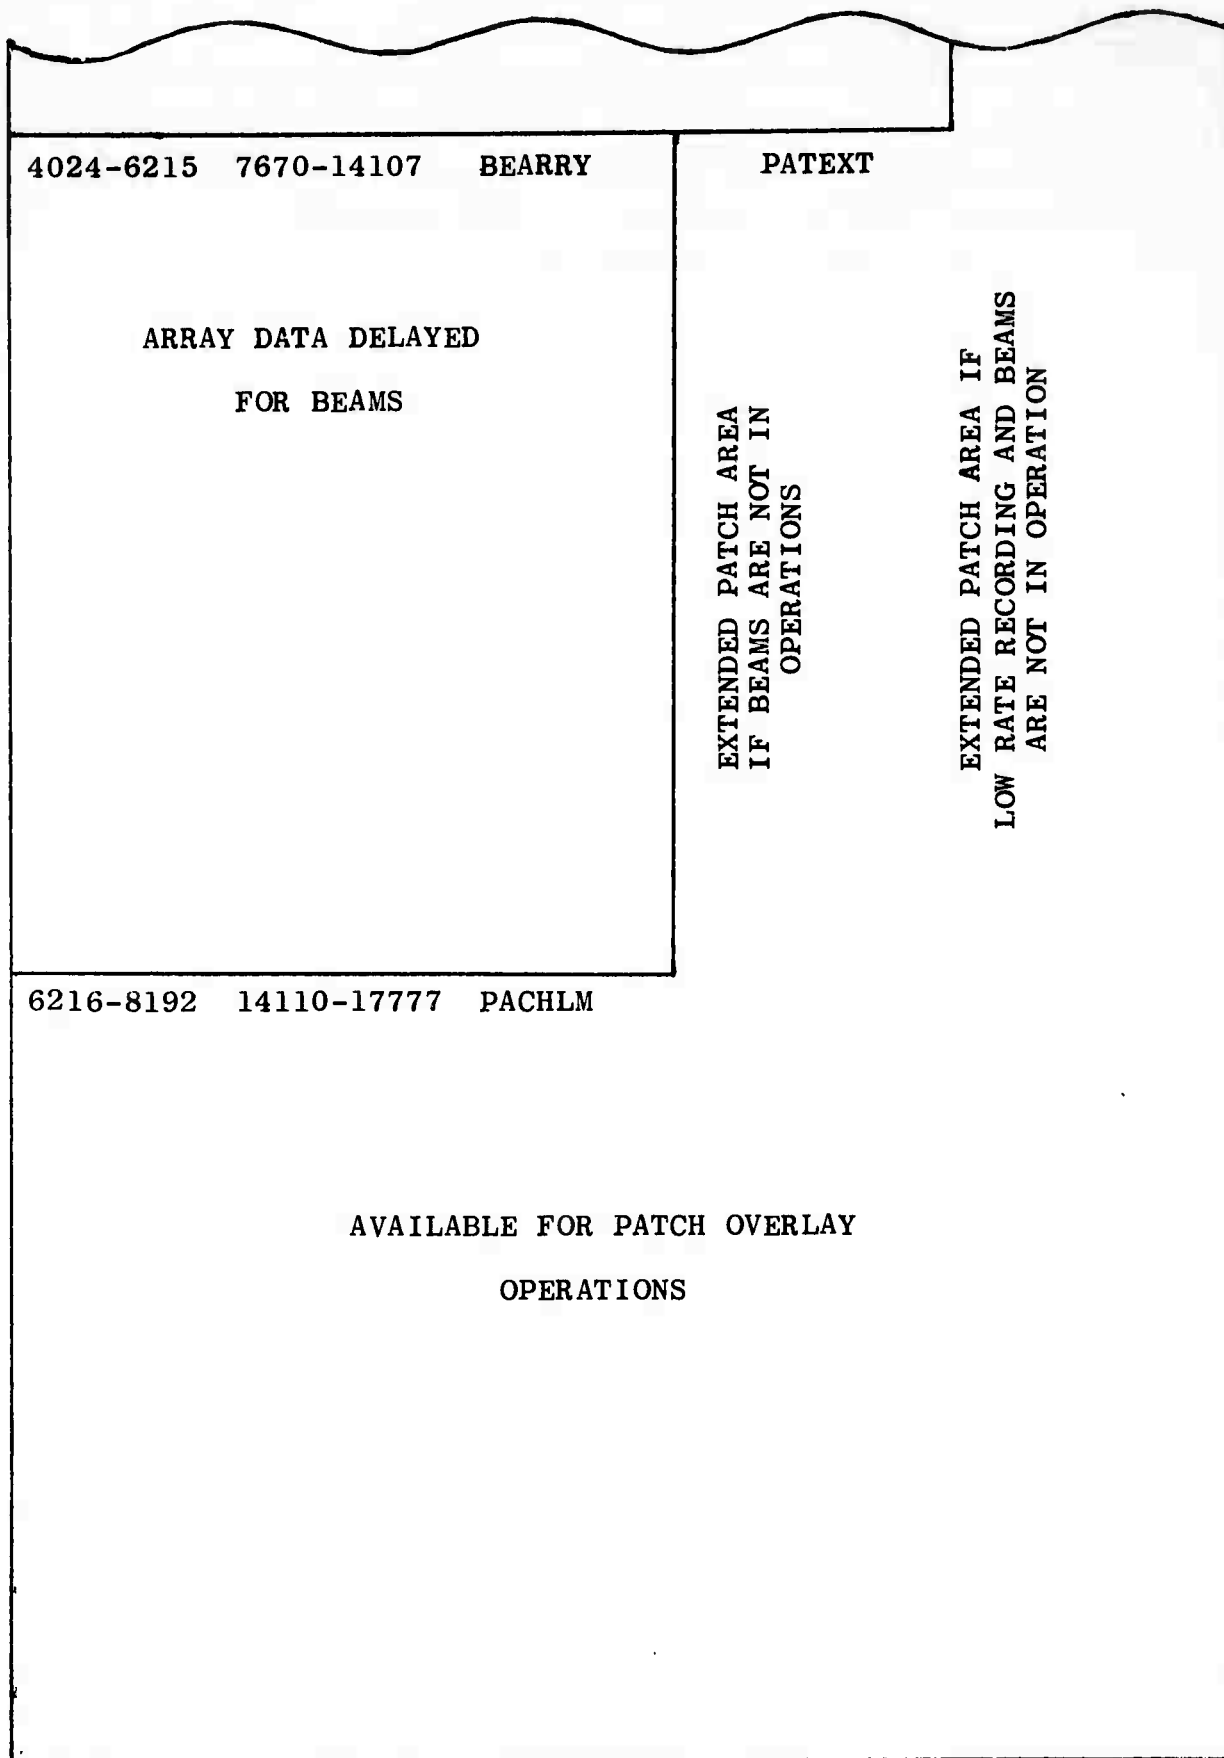 4024-6215 7670-14107 BEARRY
PATEXT
ARRAY DATA DELAYED
FOR BEAMS
EXTENDED PATCH AREA
IF BEAMS ARE NOT IN
OPERATIONS
EXTENDED PATCH AREA IF
LOW RATE RECORDING AND BEAMS
ARE NOT IN OPERATION
6216-8192 14110-17777 PACHLM
AVAILABLE FOR PATCH OVERLAY
OPERATIONS